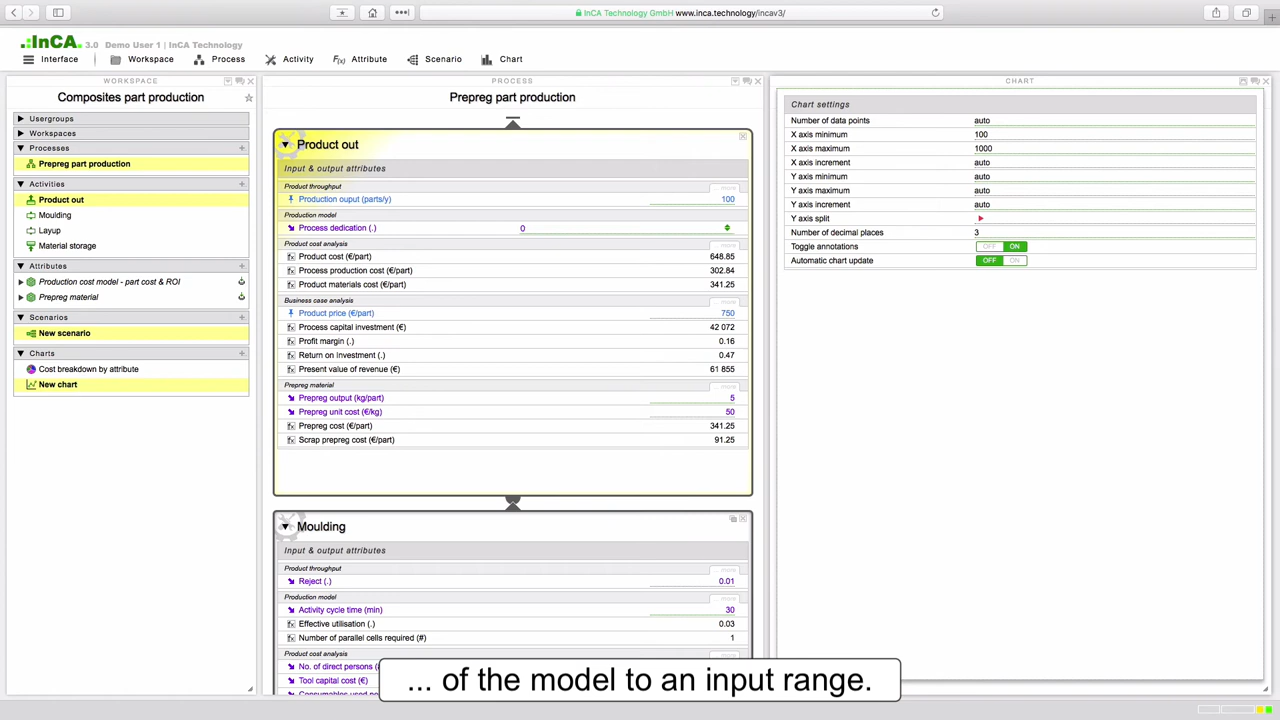 InCA Technology GmbH www.inca.technology/incav3/
InCA. 3.0 Demo User 1 | InCA Technology
Interface Workspace Process Activity f(x) Attribute Scenario Chart
WORKSPACE
Composites part production
Usergroups
Workspaces
Processes
Prepreg part production
Activities
Product out
Moulding
Layup
Material storage
Attributes
Production cost model - part cost & ROI
Prepreg material
Scenarios
New scenario
Charts
Cost breakdown by attribute
New chart
PROCESS
Prepreg part production
Product out
Input & output attributes
Product throughput ... more
Production ouput (parts/y) 100
Production model
Process dedication (.) 0
Product cost analysis ... more
Product cost (€/part) 648.85
Process production cost (€/part) 302.84
Product materials cost (€/part) 341.25
Business case analysis ... more
Product price (€/part) 750
Process capital investment (€) 42 072
Profit margin (.) 0.16
Return on Investment (.) 0.47
Present value of revenue (€) 61 855
Prepreg material ... more
Prepreg output (kg/part) 5
Prepreg unit cost (€/kg) 50
Prepreg cost (€/part) 341.25
Scrap prepreg cost (€/part) 91.25
Moulding
Input & output attributes
Product throughput ... more
Reject (.) 0.01
Production model ... more
Activity cycle time (min) 30
Effective utilisation (.) 0.03
Number of parallel cells required (#) 1
Product cost analysis ... more
No. of direct persons
Tool capital cost (€)
CHART
Chart settings
Number of data points auto
X axis minimum 100
X axis maximum 1000
X axis increment auto
Y axis minimum auto
Y axis maximum auto
Y axis increment auto
Y axis split
Number of decimal places 3
Toggle annotations OFF ON
Automatic chart update OFF ON
... of the model to an input range.